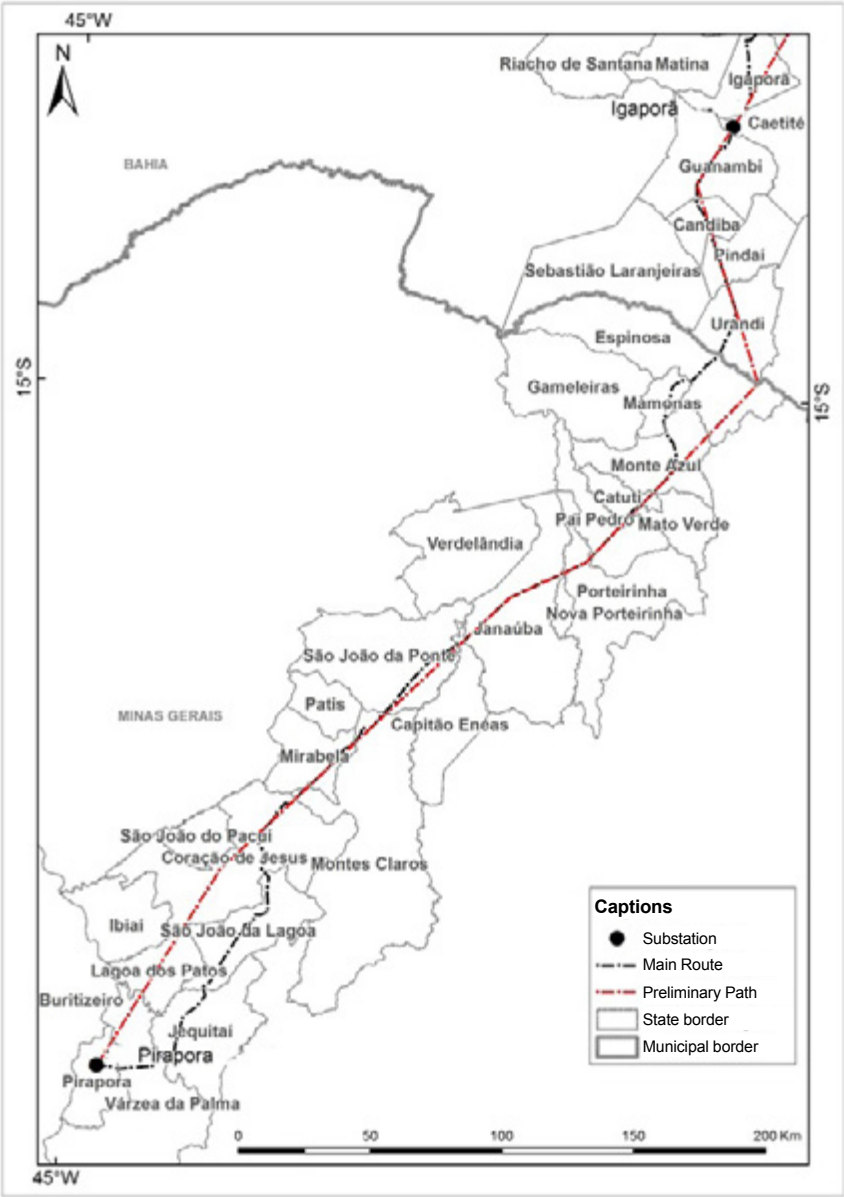 45°W
N
Riacho de Santana Matina
Igaporã
Igaporã
Caetité
BAHIA
Guanambi
Candiba
Pindaí
Sebastião Laranjeiras
Urandi
Espinosa
15°S
15°S
Gameleiras
Mamonas
Monte Azul
Catuti
Pai Pedro
Mato Verde
Verdelândia
Porteirinha
Nova Porteirinha
Janaúba
São João da Ponte
Patis
MINAS GERAIS
Capitão Enéas
Mirabela
São João do Pacuí
Coração de Jesus
Montes Claros
Ibiaí
São João da Lagoa
Lagoa dos Patos
Buritizeiro
Jequitaí
Pirapora
Pirapora
Várzea da Palma
Captions
Substation
Main Route
Preliminary Path
State border
Municipal border
0 50 100 150 200 Km
45°W